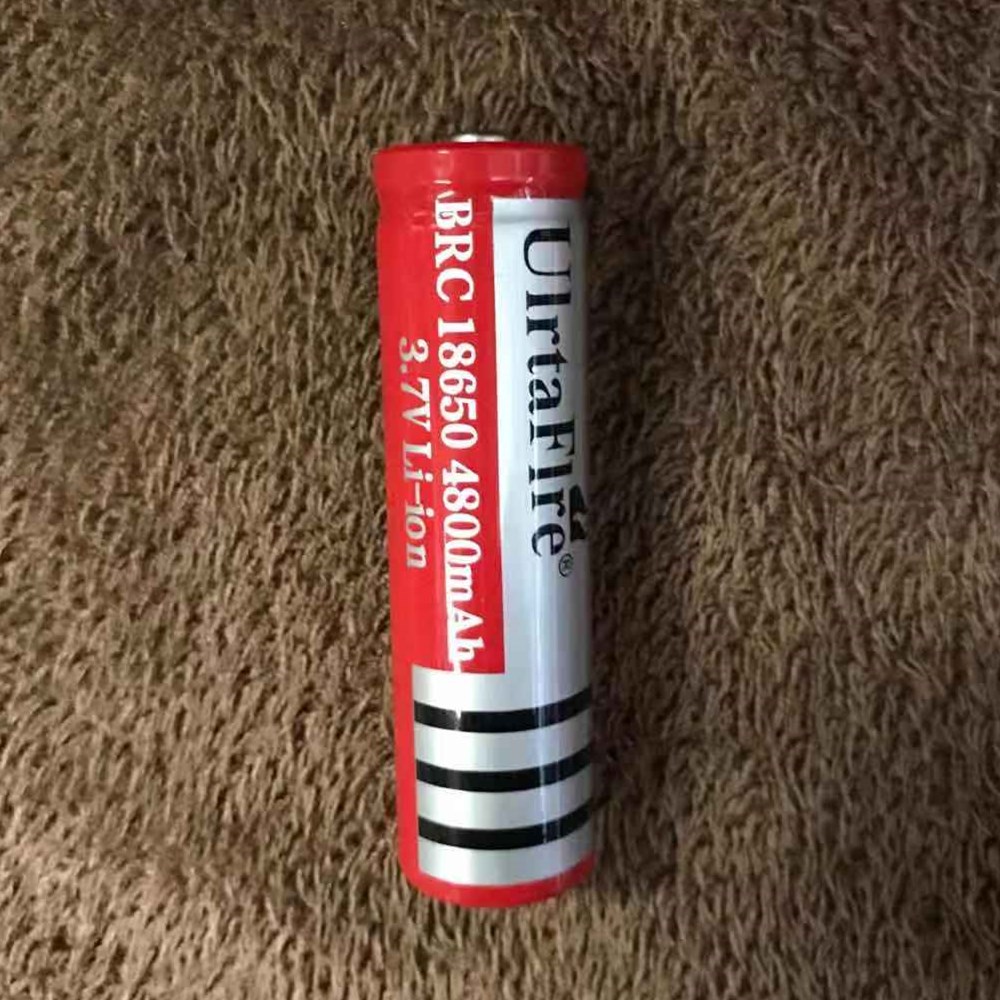 UlrtaFire®
BRC 18650 4800mAh
3.7V Li-ion